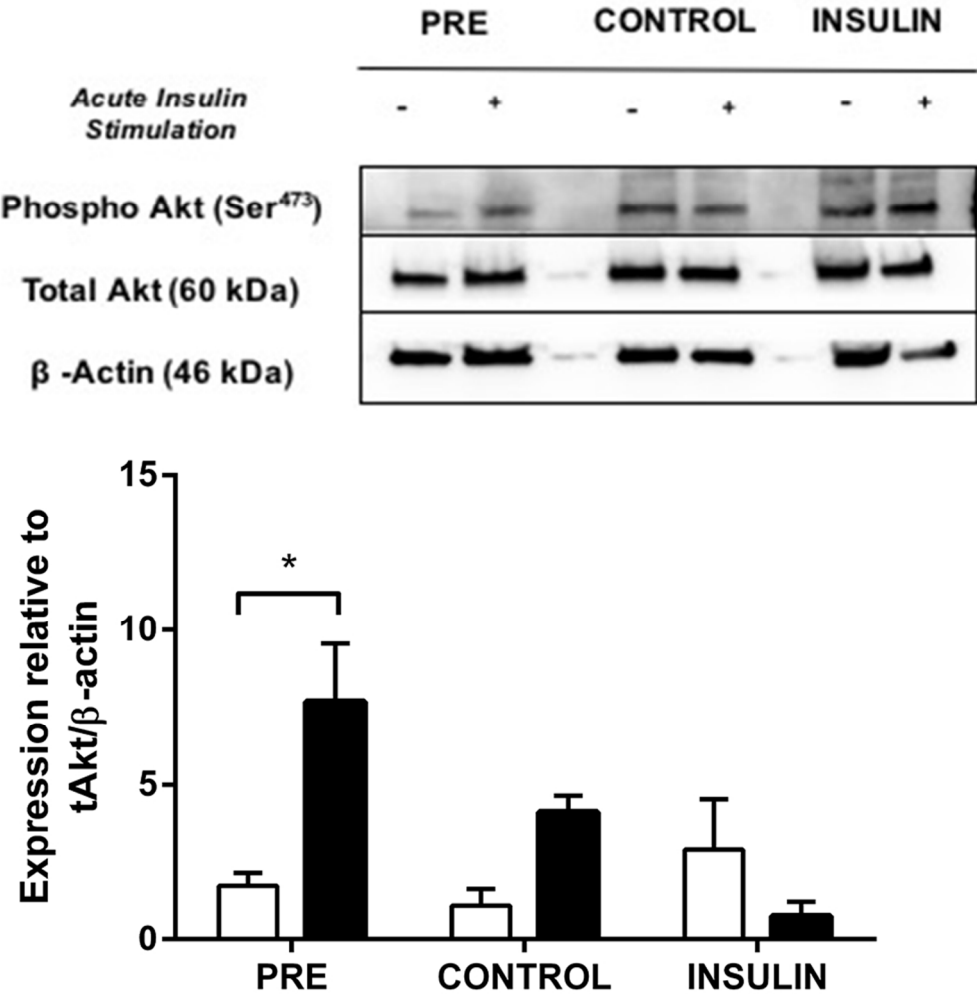 PRE CONTROL INSULIN
Acute Insulin
Stimulation
- + - + - +
Phospho Akt (Ser⁴⁷³)
Total Akt (60 kDa)
β -Actin (46 kDa)
Expression relative to
tAkt/β-actin
15
*
10
5
0
PRE CONTROL INSULIN